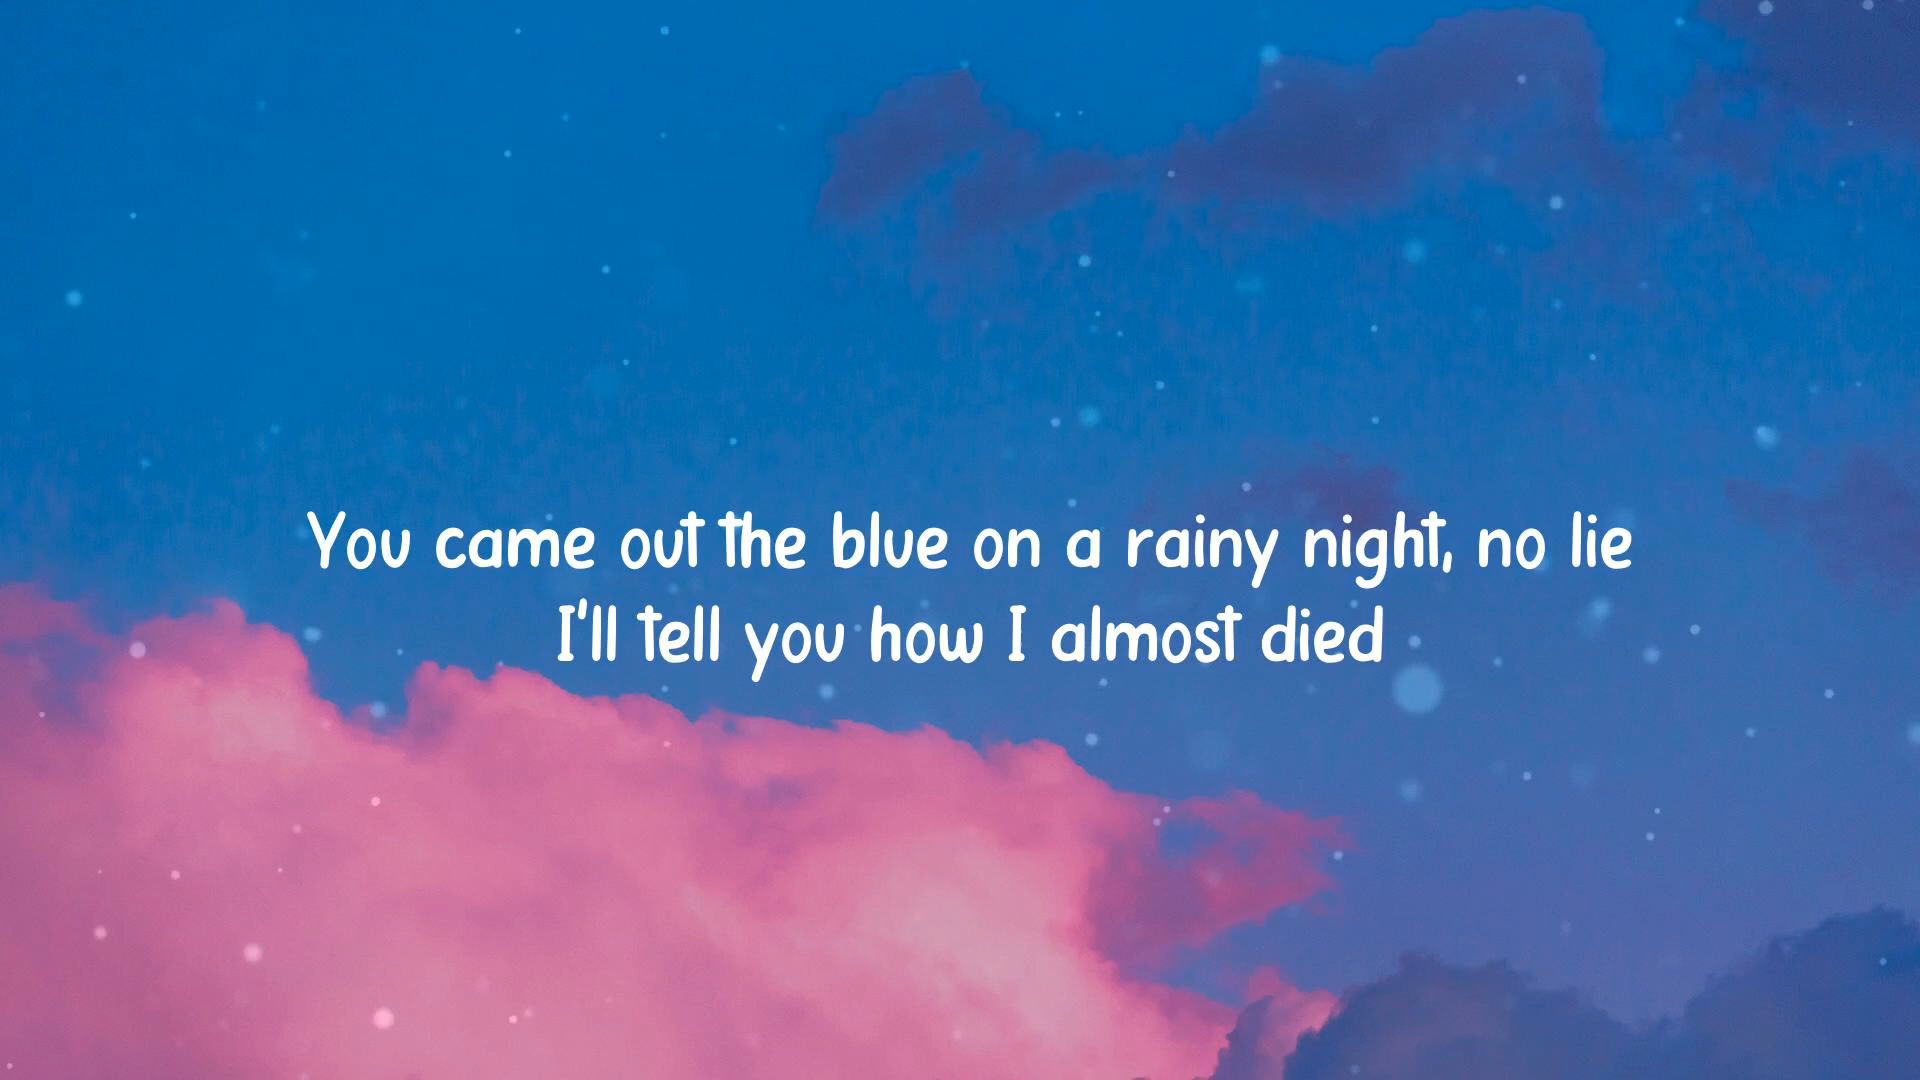 You came out the blue on a rainy night, no lie
I'll tell you how I almost died